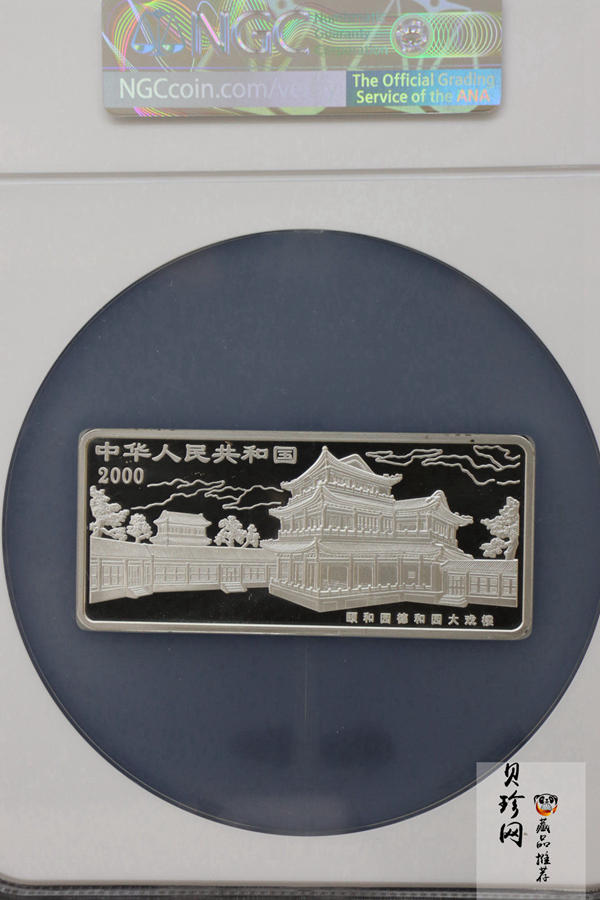 NGC
NGCcoin.com/verify
The Official Grading
Service of the ANA
中华人民共和国
2000
颐和园德和园大戏楼
贝珍网
藏品推荐